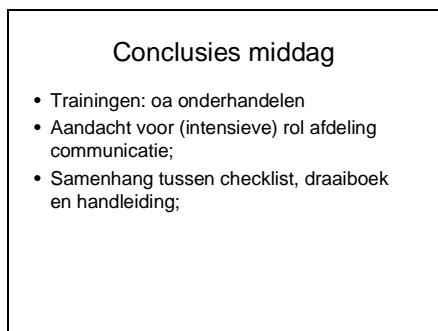 Conclusies middag
• Trainingen: oa onderhandelen
• Aandacht voor (intensieve) rol afdeling
communicatie;
• Samenhang tussen checklist, draaiboek
en handleiding;